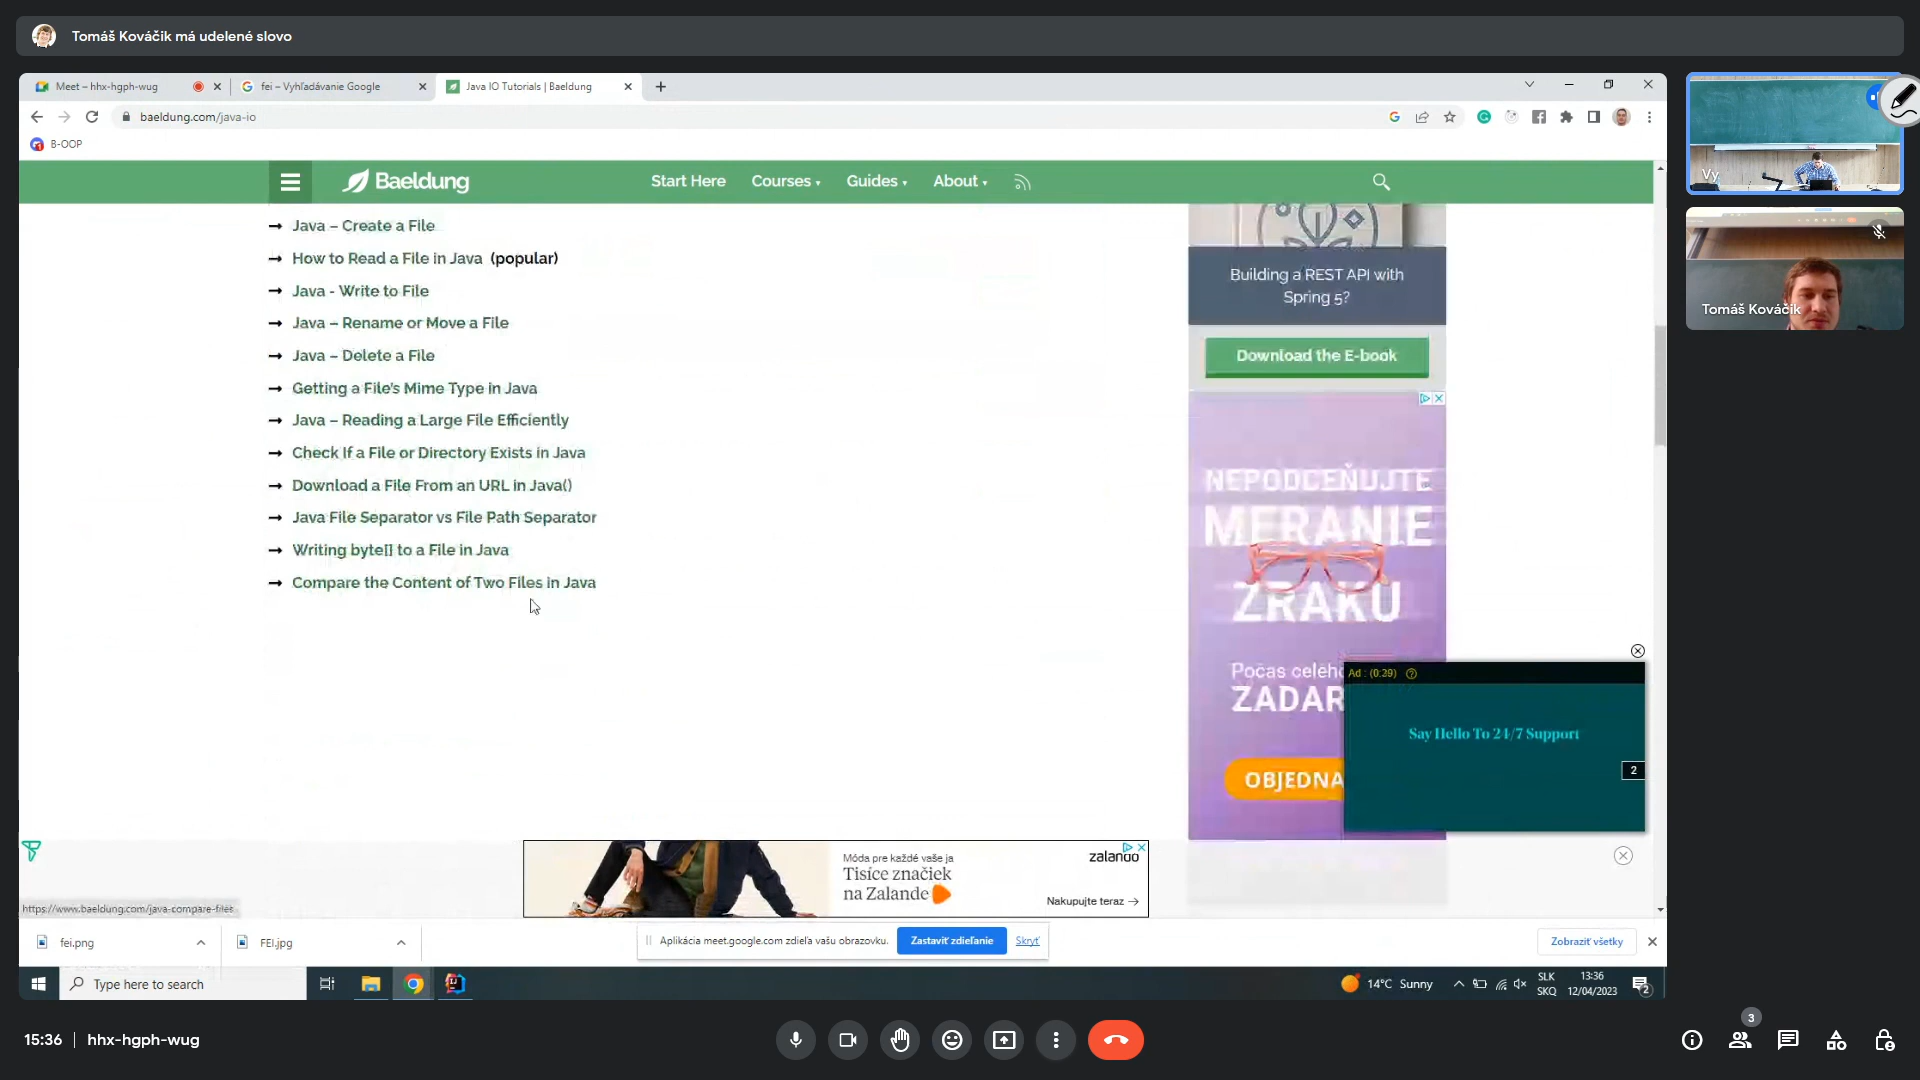 Tomáš Kováčik má udelené slovo
Meet – hhx-hgph-wug
fei – Vyhľadávanie Google
Java IO Tutorials | Baeldung
baeldung.com/java-io
B-OOP
Baeldung
Start Here
Courses
Guides
About
Java – Create a File
How to Read a File in Java (popular)
Java - Write to File
Java – Rename or Move a File
Java – Delete a File
Getting a File's Mime Type in Java
Java – Reading a Large File Efficiently
Check If a File or Directory Exists in Java
Download a File From an URL in Java()
Java File Separator vs File Path Separator
Writing byte[] to a File in Java
Compare the Content of Two Files in Java
Building a REST API with
Spring 5?
Download the E-book
NEPODCEŇUJTE
MERANIE
ZRAKU
Počas celého
ZADAR
OBJEDNA
Ad : (0:29)
Say Hello To 24/7 Support
2
Móda pre každé vaše ja
Tisíce značiek
na Zalande
zalando
Nakupujte teraz →
https://www.baeldung.com/java-compare-files
fei.png
FEI.jpg
Aplikácia meet.google.com zdieľa vašu obrazovku.
Zastaviť zdieľanie
Skryť
Zobraziť všetky
Type here to search
14°C Sunny
SLK
SKQ
13:36
12/04/2023
2
Vy
Tomáš Kováčik
15:36
hhx-hgph-wug
3